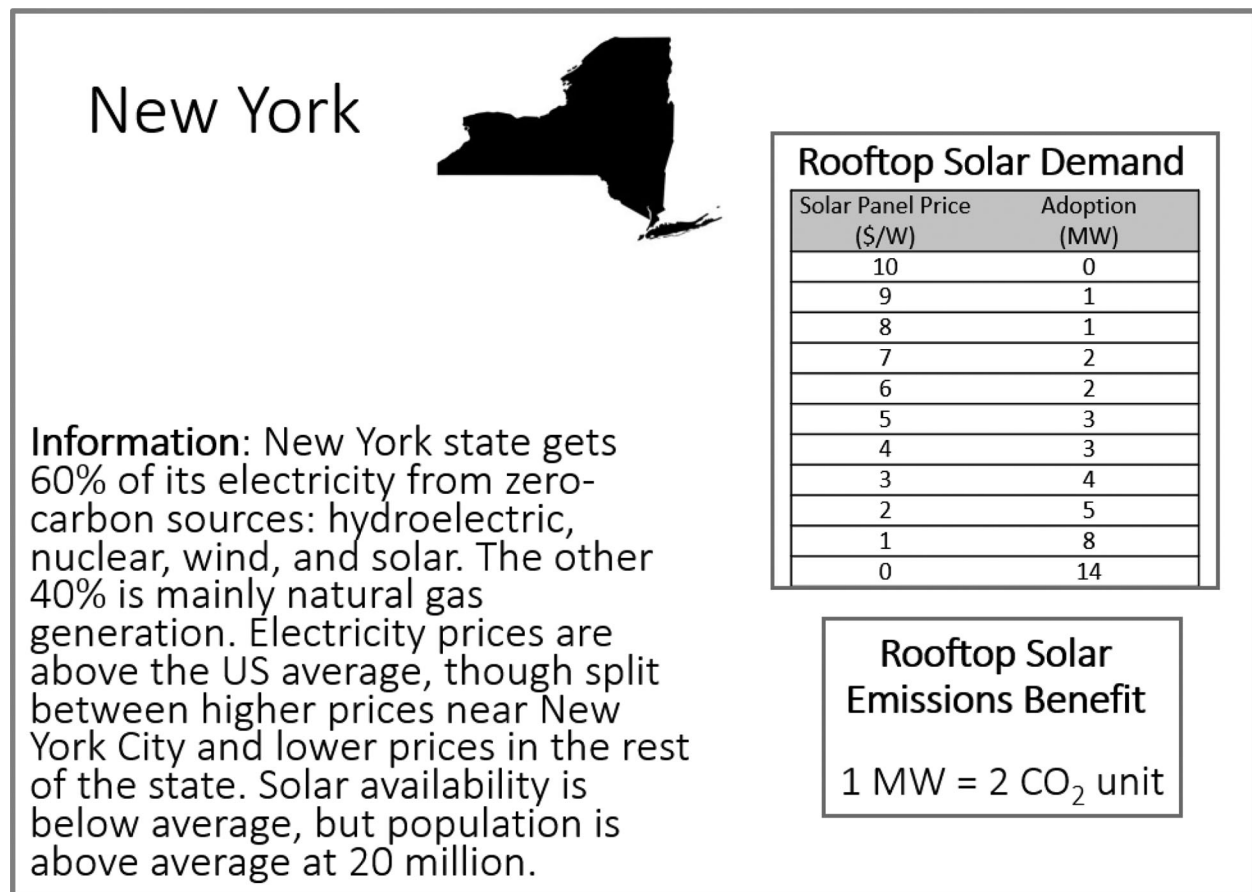 New York
Rooftop Solar Demand
Solar Panel Price Adoption
($/W) (MW)
10 0
9 1
8 1
7 2
6 2
5 3
4 3
3 4
2 5
1 8
0 14
Information: New York state gets
60% of its electricity from zero-
carbon sources: hydroelectric,
nuclear, wind, and solar. The other
40% is mainly natural gas
generation. Electricity prices are
above the US average, though split
between higher prices near New
York City and lower prices in the rest
of the state. Solar availability is
below average, but population is
above average at 20 million.
Rooftop Solar
Emissions Benefit
1 MW = 2 CO₂ unit